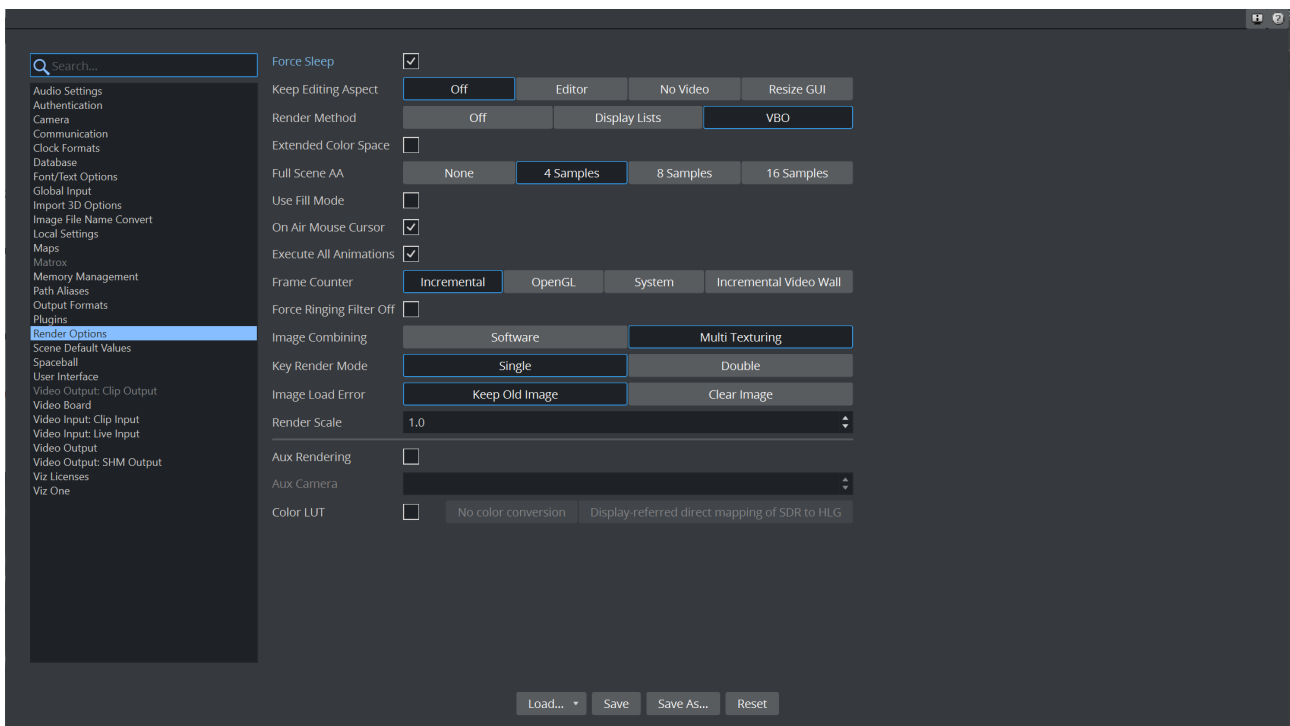 Search...
Audio Settings
Authentication
Camera
Communication
Clock Formats
Database
Font/Text Options
Global Input
Import 3D Options
Image File Name Convert
Local Settings
Maps
Matrox
Memory Management
Path Aliases
Output Formats
Plugins
Render Options
Scene Default Values
Spaceball
User Interface
Video Output: Clip Output
Video Board
Video Input: Clip Input
Video Input: Live Input
Video Output
Video Output: SHM Output
Viz Licenses
Viz One
Force Sleep
Keep Editing Aspect Off Editor No Video Resize GUI
Render Method Off Display Lists VBO
Extended Color Space
Full Scene AA None 4 Samples 8 Samples 16 Samples
Use Fill Mode
On Air Mouse Cursor
Execute All Animations
Frame Counter Incremental OpenGL System Incremental Video Wall
Force Ringing Filter Off
Image Combining Software Multi Texturing
Key Render Mode Single Double
Image Load Error Keep Old Image Clear Image
Render Scale 1.0
Aux Rendering
Aux Camera
Color LUT No color conversion Display-referred direct mapping of SDR to HLG
Load... Save Save As... Reset